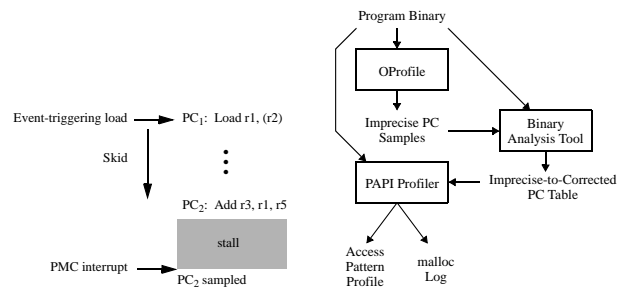 Event-triggering load
PC1: Load r1, (r2)
Skid
PC2: Add r3, r1, r5
stall
PMC interrupt
PC2 sampled
Program Binary
OProfile
Imprecise PC
Samples
Binary
Analysis Tool
PAPI Profiler
Imprecise-to-Corrected
PC Table
Access
Pattern
Profile
malloc
Log